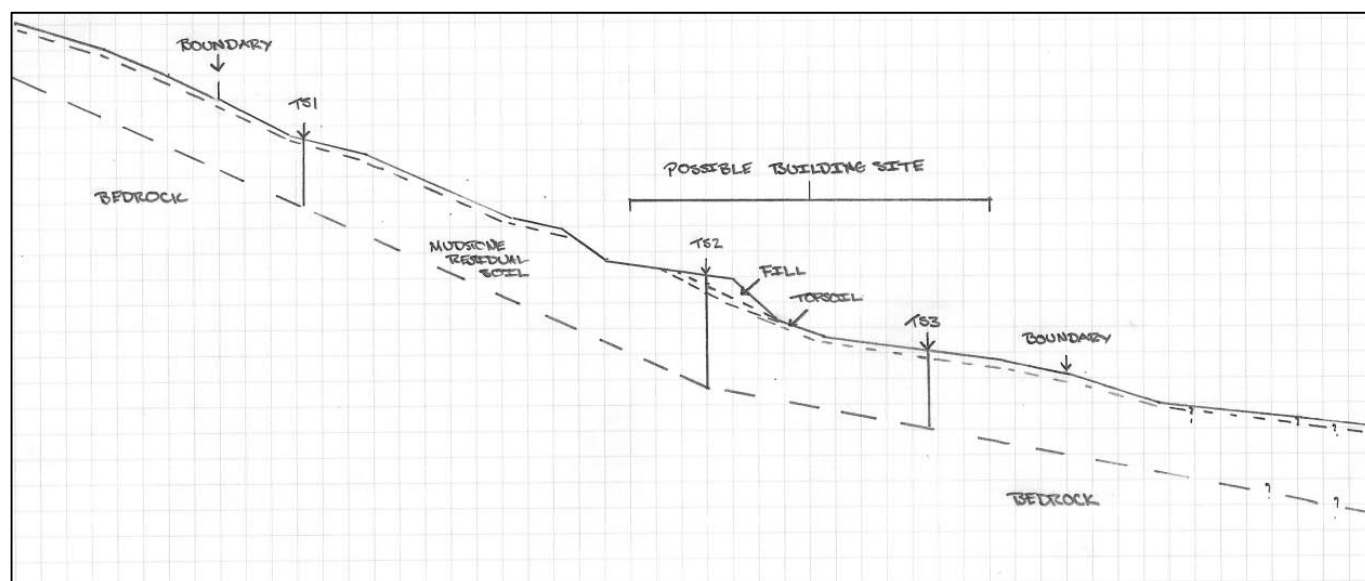 BOUNDARY
TS1
POSSIBLE BUILDING SITE
BEDROCK
TS2
MUDSTONE
RESIDUAL
SOIL
FILL
TOPSOIL
TS3
BOUNDARY
?
?
?
?
?
BEDROCK